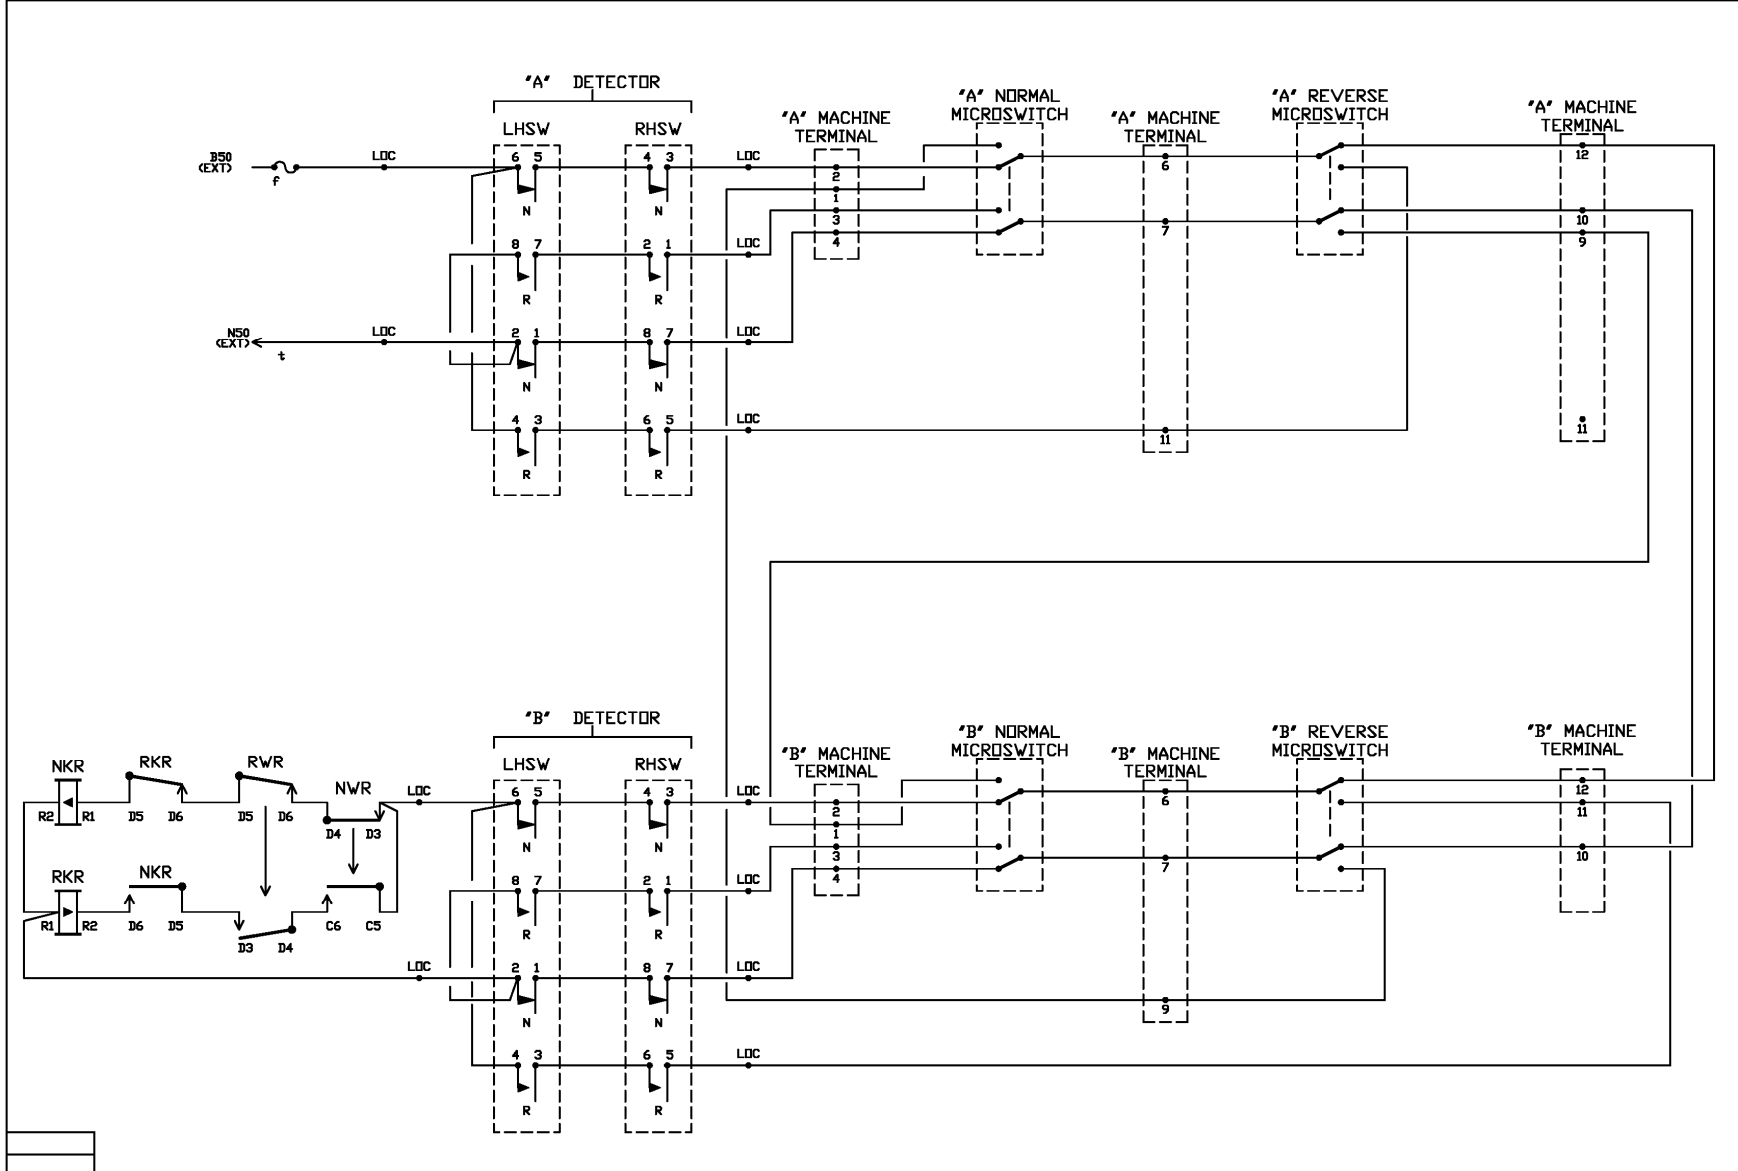 "A" DETECTOR
LHSW RHSW
"A" MACHINE
TERMINAL
"A" NORMAL
MICROSWITCH
"A" MACHINE
TERMINAL
"A" REVERSE
MICROSWITCH
"A" MACHINE
TERMINAL
B50
(EXT)
f
LOC
6 5
N
4 3
N
LOC
2
1
3
4
6
7
11
12
10
9
11
8 7
R
2 1
R
LOC
N50
(EXT)
t
LOC
2 1
N
8 7
N
LOC
4 3
R
6 5
R
LOC
"B" DETECTOR
LHSW RHSW
"B" MACHINE
TERMINAL
"B" NORMAL
MICROSWITCH
"B" MACHINE
TERMINAL
"B" REVERSE
MICROSWITCH
"B" MACHINE
TERMINAL
NKR
R2 R1
RKR
D5 D6
RWR
D5 D6
NWR
D4 D3
LOC
6 5
N
4 3
N
LOC
2
1
3
4
6
7
9
12
11
10
RKR
R1 R2
NKR
D6 D5
D3 D4
C6 C5
8 7
R
2 1
R
LOC
LOC
2 1
N
8 7
N
LOC
4 3
R
6 5
R
LOC